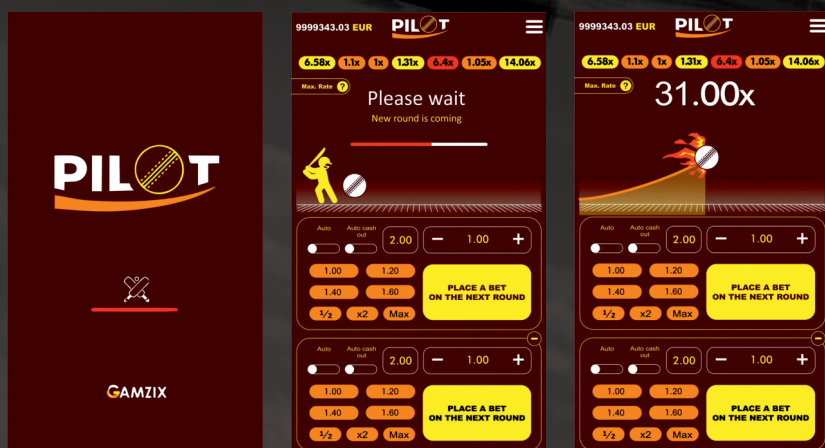 PILOT
GAMZIX
9999343.03 EUR PILOT
6.58x 1.1x 1x 1.31x 6.4x 1.05x 14.06x
Max. Rate ?
Please wait
New round is coming
Auto Auto cash out 2.00 − 1.00 +
1.00 1.20
1.40 1.60
½ x2 Max
PLACE A BET
ON THE NEXT ROUND
Auto Auto cash out 2.00 − 1.00 +
1.00 1.20
1.40 1.60
½ x2 Max
PLACE A BET
ON THE NEXT ROUND
9999343.03 EUR PILOT
6.58x 1.1x 1x 1.31x 6.4x 1.05x 14.06x
Max. Rate ?
31.00x
Auto Auto cash out 2.00 − 1.00 +
1.00 1.20
1.40 1.60
½ x2 Max
PLACE A BET
ON THE NEXT ROUND
Auto Auto cash out 2.00 − 1.00 +
1.00 1.20
1.40 1.60
½ x2 Max
PLACE A BET
ON THE NEXT ROUND